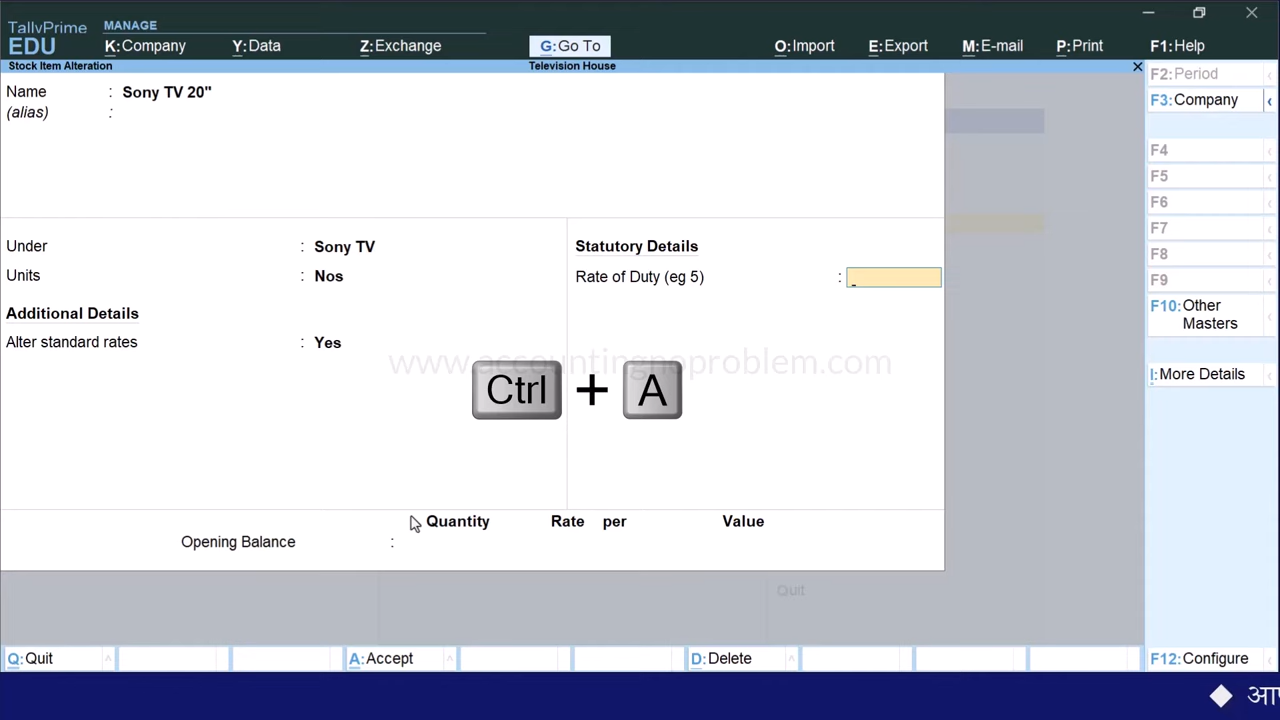 TallyPrime MANAGE
EDU K:Company Y:Data Z:Exchange G:Go To O:Import E:Export M:E-mail P:Print F1:Help
Stock Item Alteration Television House
F2:Period
Name : Sony TV 20" F3:Company
(alias) :
F4
F5
F6
F7
Under : Sony TV Statutory Details
F8
Units : Nos Rate of Duty (eg 5) :
F9
Additional Details F10:Other
Masters
Alter standard rates : Yes
www.accountingnoproblem.com
I:More Details
Ctrl + A
Quantity Rate per Value
Opening Balance :
Quit
Q:Quit A:Accept D:Delete F12:Configure